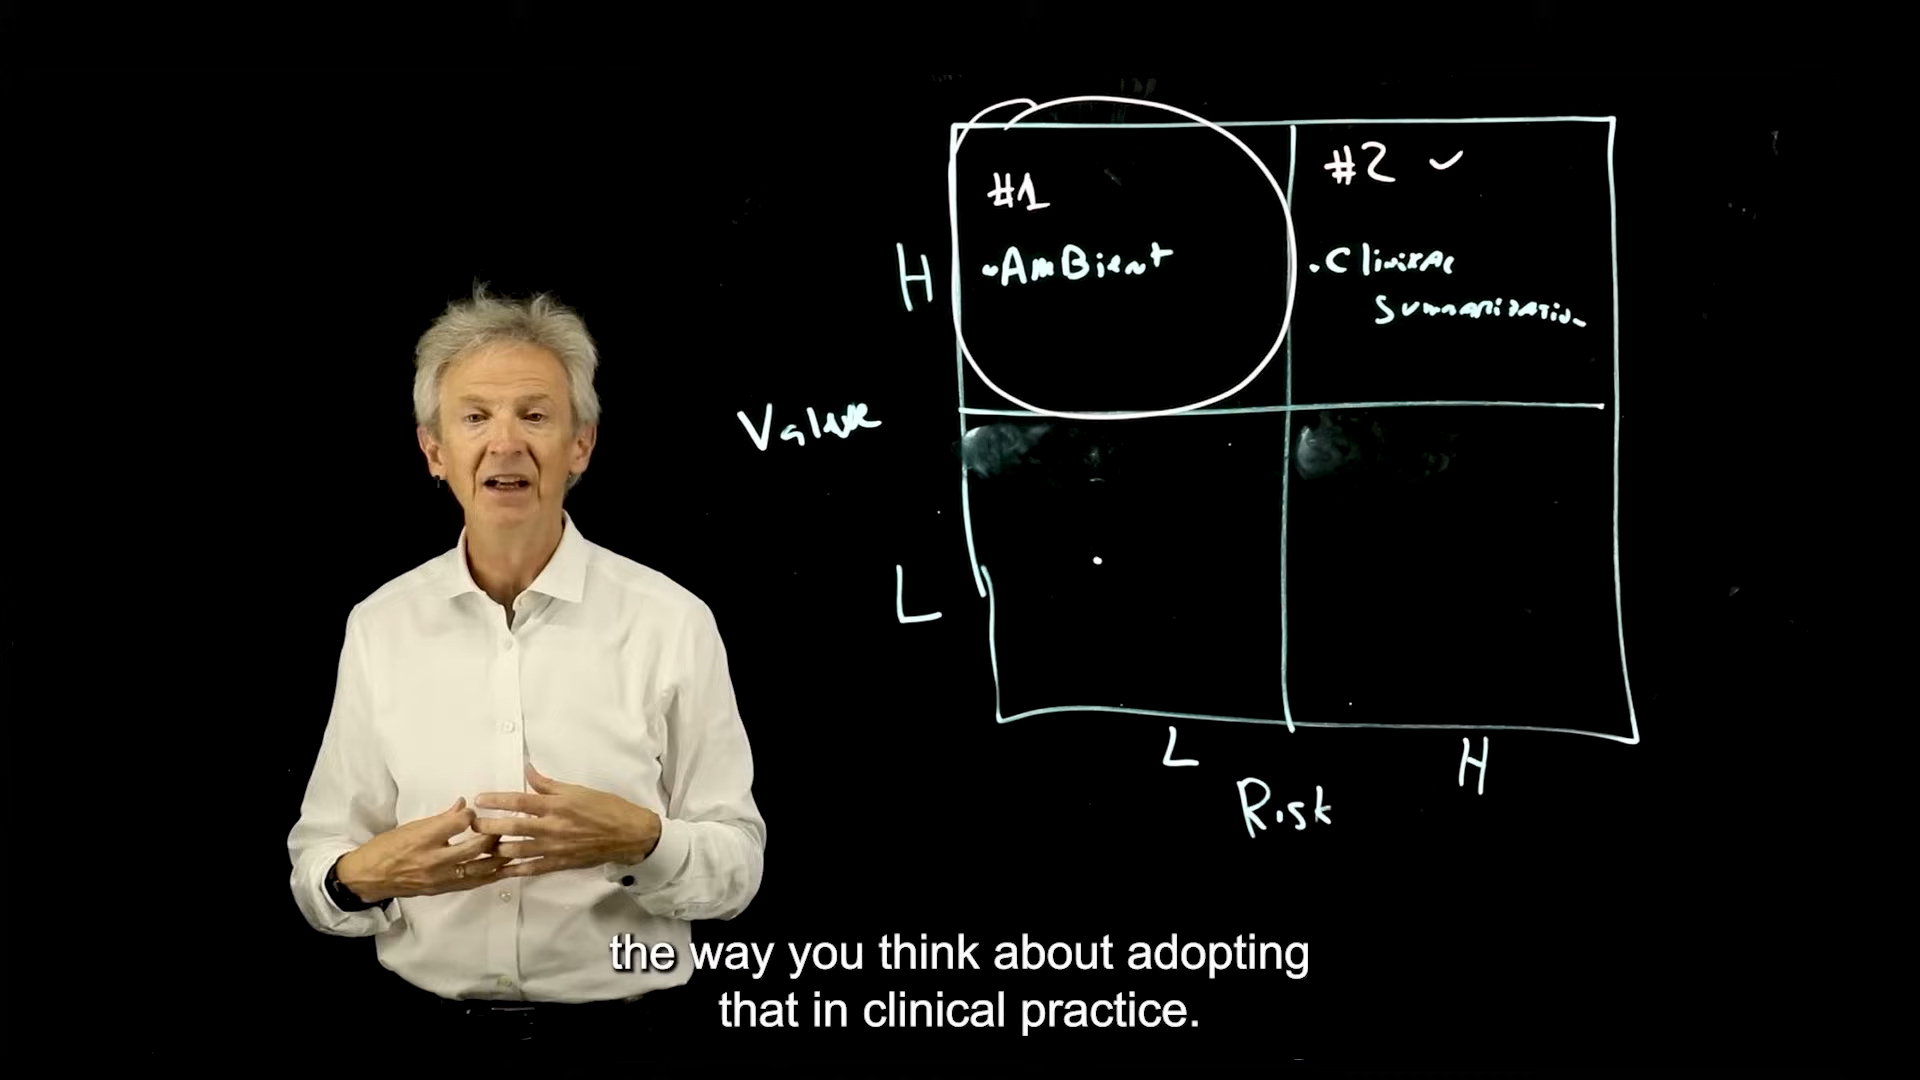 #1
#2 ✓
H
• AmBient
• Clinical
Summarization
Value
L
L
H
Risk
the way you think about adopting
that in clinical practice.